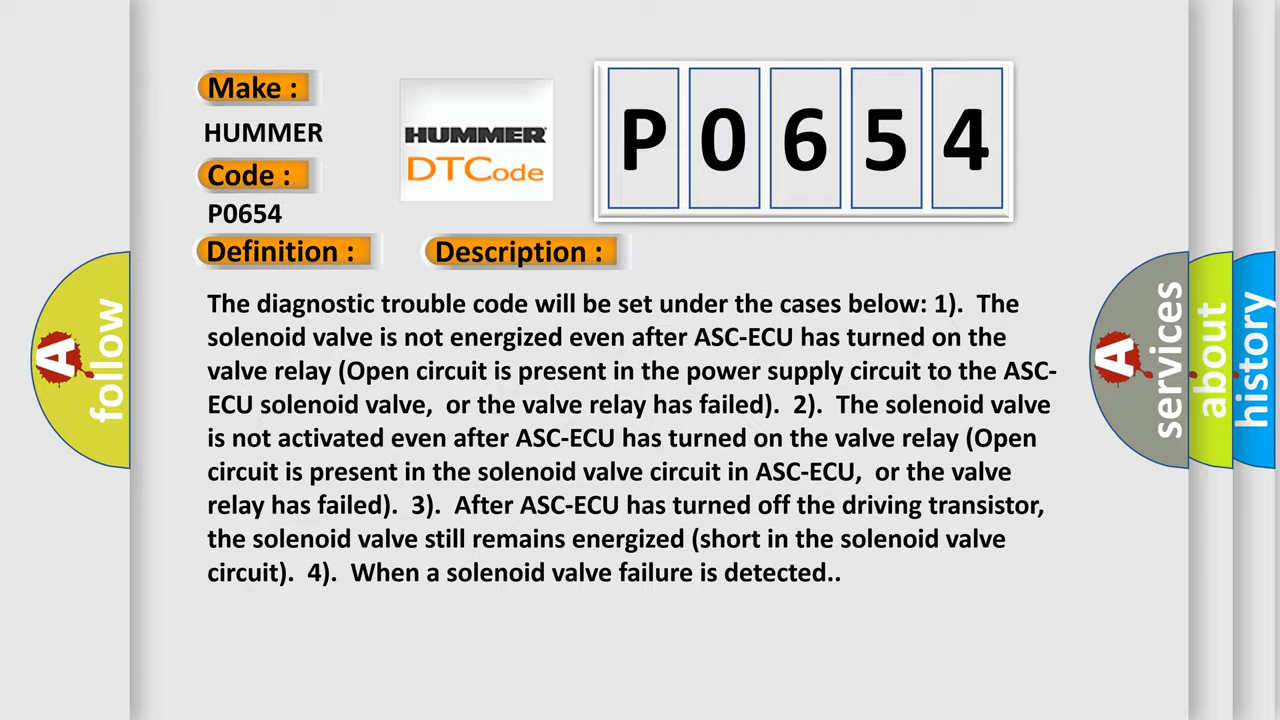 Make :
HUMMER
Code :
P0654
HUMMER
DTCode
P0654
Definition :
Description :
The diagnostic trouble code will be set under the cases below: 1). The
solenoid valve is not energized even after ASC-ECU has turned on the
valve relay (Open circuit is present in the power supply circuit to the ASC-
ECU solenoid valve, or the valve relay has failed). 2). The solenoid valve
is not activated even after ASC-ECU has turned on the valve relay (Open
circuit is present in the solenoid valve circuit in ASC-ECU, or the valve
relay has failed). 3). After ASC-ECU has turned off the driving transistor,
the solenoid valve still remains energized (short in the solenoid valve
circuit). 4). When a solenoid valve failure is detected..
A
follow
A
services
about
history